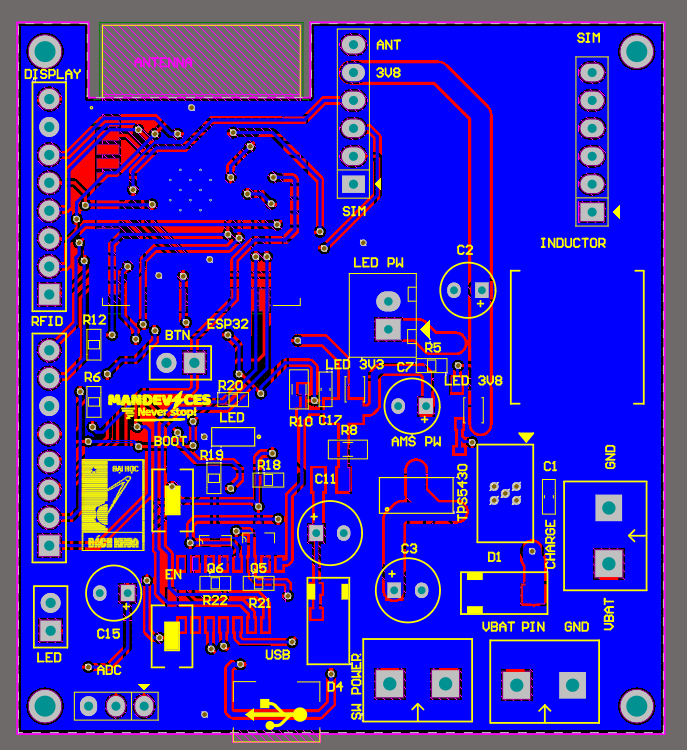 SIM
ANT
ANTENNA
DISPLAY
3V8
SIM
INDUCTOR
C2
LED PW
RFID
R12
ESP32
BTN
R5
LED 3V3
C7
LED 3V8
R6
R20
MANDEVICES
Never stop!
LED
R10
C17
R8
AMS PW
BOOT
R19
R18
ĐẠI HỌC
BÁCH KHOA
C11
TPS5430
C1
GND
CHARGE
D1
C3
EN
Q6
Q5
R22
R21
C15
VBAT
VBAT PIN
GND
LED
ADC
USB
D4
SW POWER